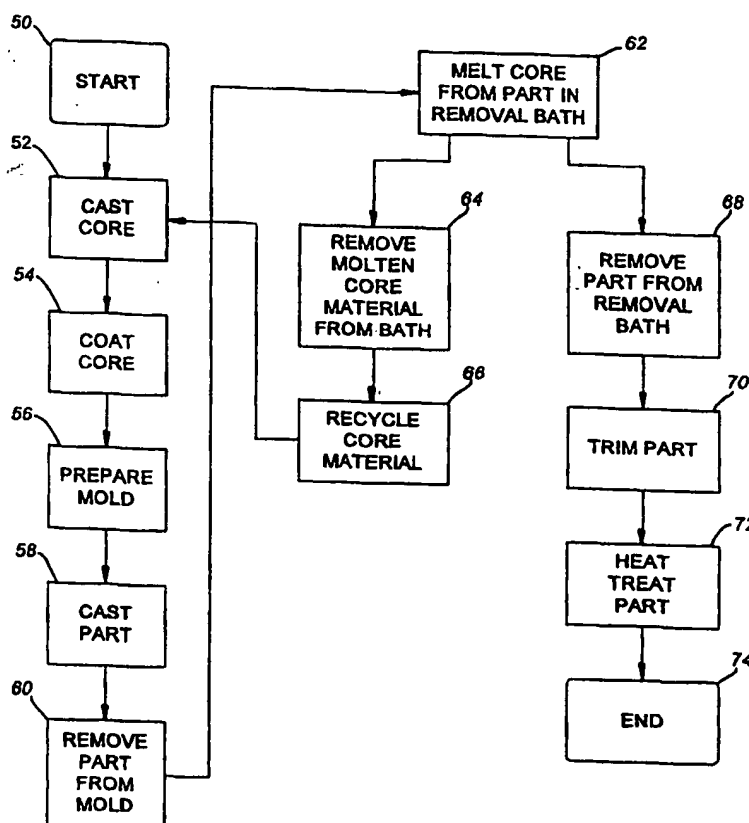 50
START
52
CAST
CORE
54
COAT
CORE
56
PREPARE
MOLD
58
CAST
PART
60
REMOVE
PART
FROM
MOLD
62
MELT CORE
FROM PART IN
REMOVAL BATH
64
REMOVE
MOLTEN
CORE
MATERIAL
FROM BATH
66
RECYCLE
CORE
MATERIAL
68
REMOVE
PART FROM
REMOVAL
BATH
70
TRIM PART
72
HEAT
TREAT
PART
74
END